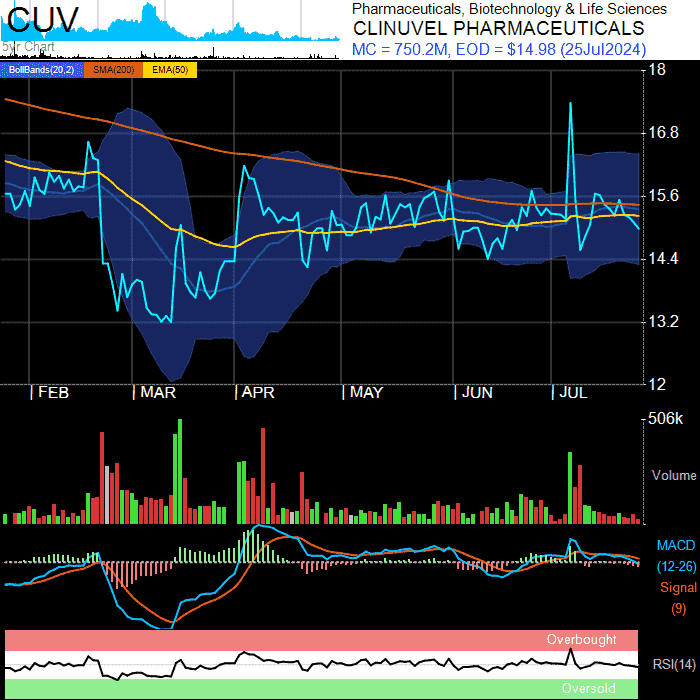 CUV
5yr Chart
Pharmaceuticals, Biotechnology & Life Sciences
CLINUVEL PHARMACEUTICALS
MC = 750.2M, EOD = $14.98 (25Jul2024)
BollBands(20,2) SMA(200) EMA(50)
18
16.8
15.6
14.4
13.2
12
FEB MAR APR MAY JUN JUL
506k
Volume
MACD
(12-26)
Signal
(9)
Overbought
RSI(14)
Oversold